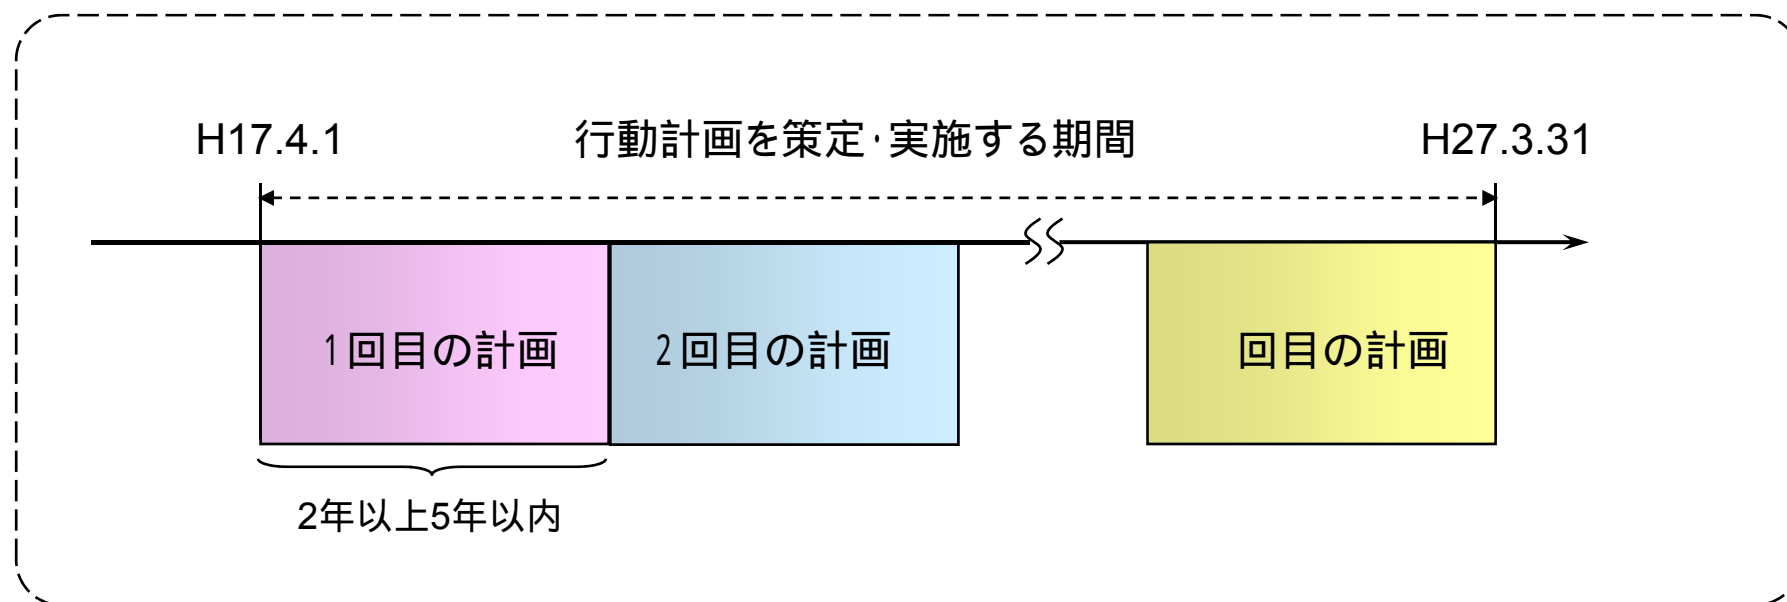 H17.4.1
行動計画を策定・実施する期間
H27.3.31
1回目の計画
2回目の計画
回目の計画
2年以上5年以内